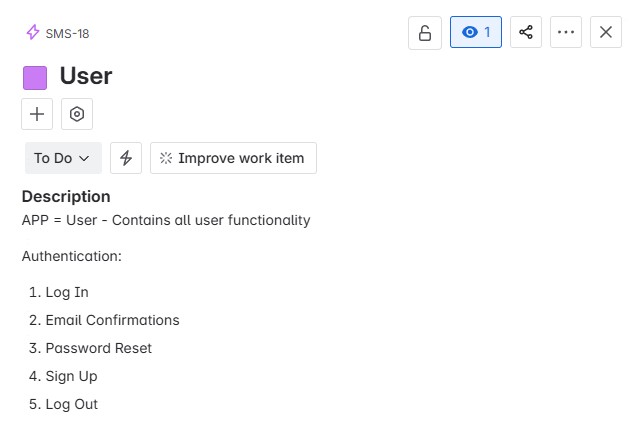 SMS-18
1
User
To Do
Improve work item
Description
APP = User - Contains all user functionality
Authentication:
1. Log In
2. Email Confirmations
3. Password Reset
4. Sign Up
5. Log Out